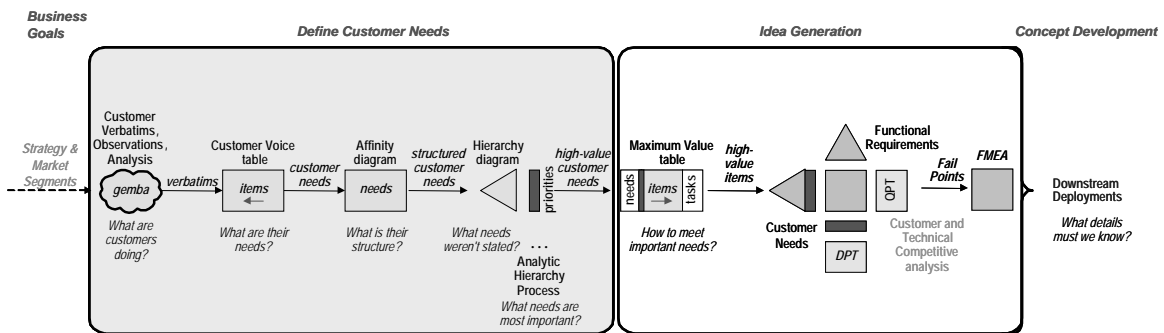 Business
Goals
Define Customer Needs
Idea Generation
Concept Development
Strategy &
Market
Segments
Customer
Verbatims,
Observations,
Analysis
gemba
What are
customers
doing?
verbatims
Customer Voice
table
items
What are their
needs?
customer
needs
Affinity
diagram
needs
What is their
structure?
structured
customer
needs
Hierarchy
diagram
priorities
What needs
weren't stated?
...
Analytic
Hierarchy
Process
What needs are
most important?
high-value
customer
needs
Maximum Value
table
needs
items
tasks
How to meet
important needs?
high-
value
items
Customer
Needs
Functional
Requirements
QPT
DPT
Customer and
Technical
Competitive
analysis
Fail
Points
FMEA
Downstream
Deployments
What details
must we know?